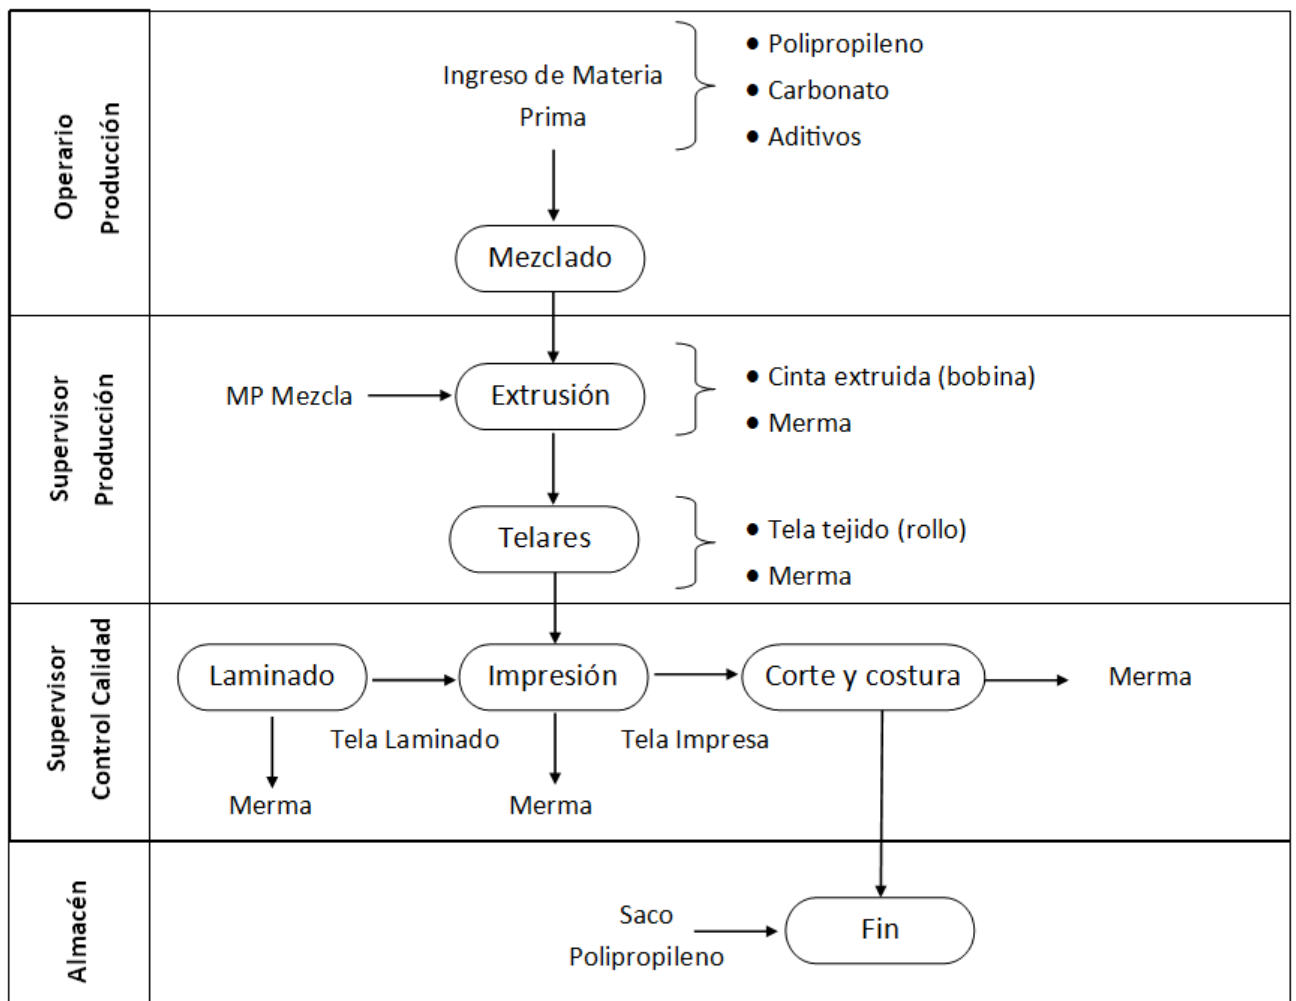 Operario
Producción
Ingreso de Materia
Prima
● Polipropileno
● Carbonato
● Aditivos
Mezclado
Supervisor
Producción
MP Mezcla
Extrusión
● Cinta extruida (bobina)
● Merma
Telares
● Tela tejido (rollo)
● Merma
Supervisor
Control Calidad
Laminado
Impresión
Corte y costura
Merma
Tela Laminado
Tela Impresa
Merma
Merma
Almacén
Saco
Polipropileno
Fin